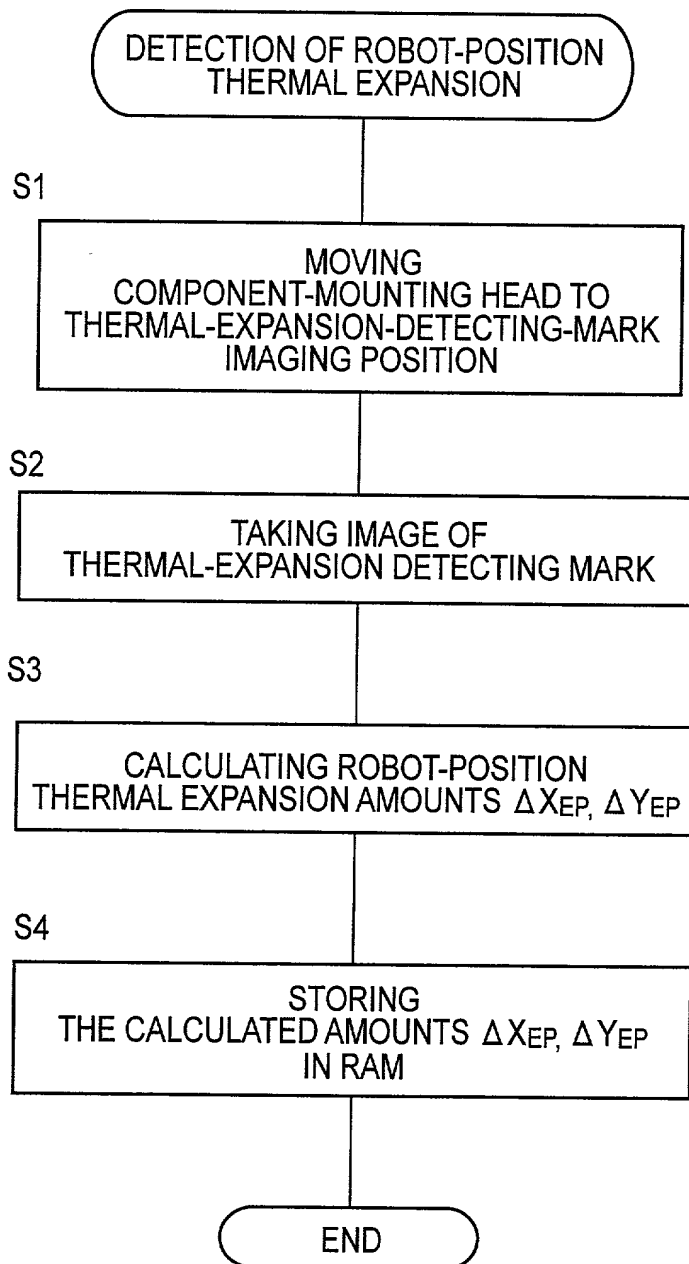 DETECTION OF ROBOT-POSITION
THERMAL EXPANSION
S1
MOVING
COMPONENT-MOUNTING HEAD TO
THERMAL-EXPANSION-DETECTING-MARK
IMAGING POSITION
S2
TAKING IMAGE OF
THERMAL-EXPANSION DETECTING MARK
S3
CALCULATING ROBOT-POSITION
THERMAL EXPANSION AMOUNTS ΔXEP, ΔYEP
S4
STORING
THE CALCULATED AMOUNTS ΔXEP, ΔYEP
IN RAM
END